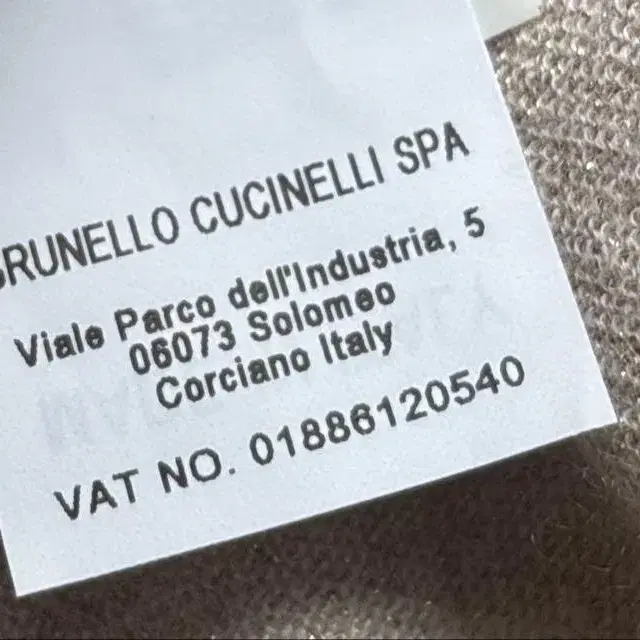 BRUNELLO CUCINELLI SPA
Viale Parco dell'Industria, 5
06073 Solomeo
Corciano Italy
VAT NO. 01886120540